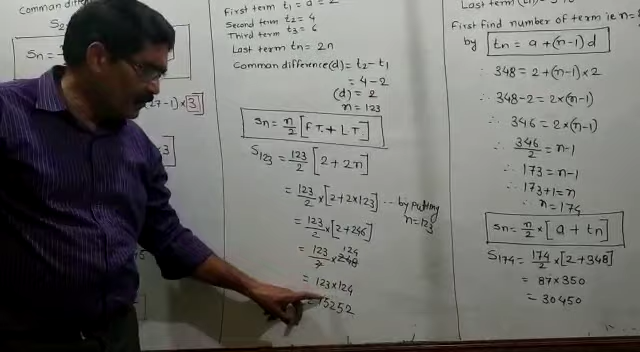 Common diff
S2
Sn =
27-1) × 3
× 3]
First term t₁ = a = 2
Second term t₂ = 4
Third term t₃ = 6
Last term tn = 2n
Common difference(d) = t₂ - t₁
= 4 - 2
(d) = 2
n = 123
Sn = n/2 [F.T. + L.T.]
S₁₂₃ = 123/2 [2 + 2n]
= 123/2 × [2 + 2×123] ... by putting n = 123
= 123/2 × [2 + 246]
= 123/2 × 248 124
= 123 × 124
15252
Last term (tn)
First find number of term ie n =
by tn = a + (n-1) d
∴ 348 = 2 + (n-1) × 2
∴ 348 - 2 = 2 × (n-1)
∴ 346 = 2 × (n-1)
∴ 346/2 = n - 1
∴ 173 = n - 1
∴ 173 + 1 = n
∴ n = 174
Sn = n/2 × [a + tn]
S₁₇₄ = 174/2 × [2 + 348]
= 87 × 350
= 30450